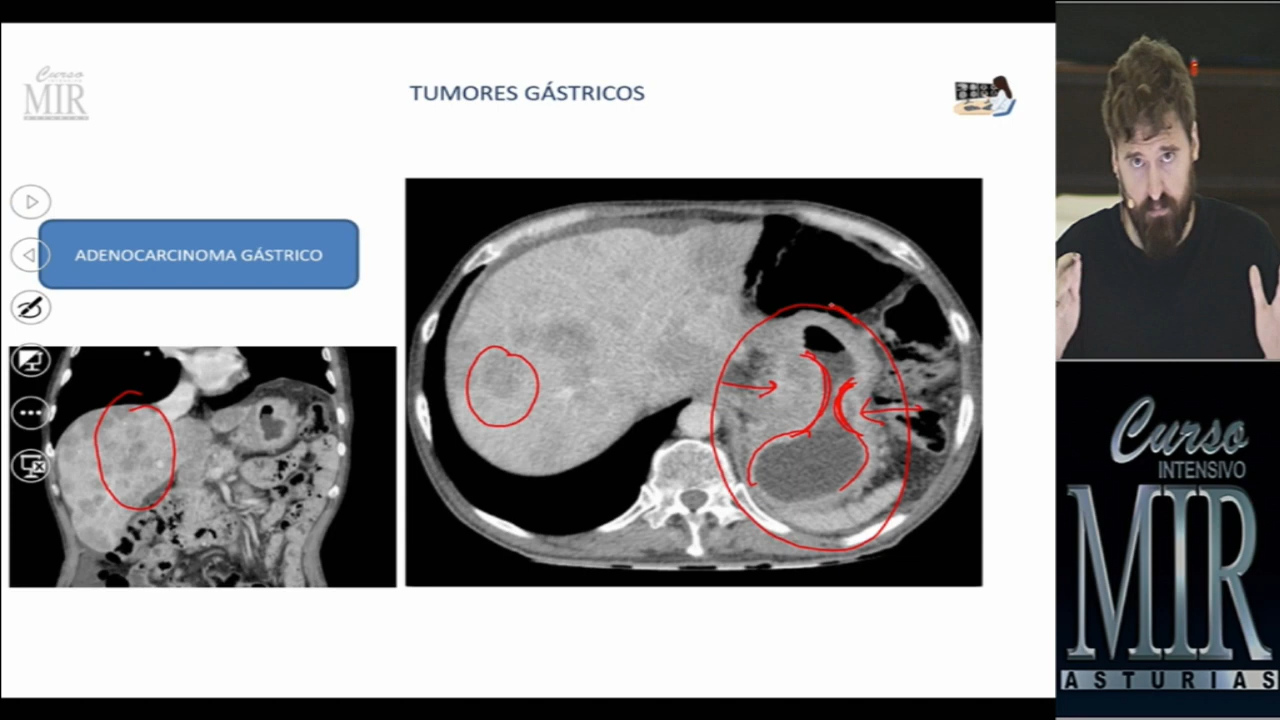 Curso
MIR
TUMORES GÁSTRICOS
ADENOCARCINOMA GÁSTRICO
Curso
INTENSIVO
MIR
ASTURIAS